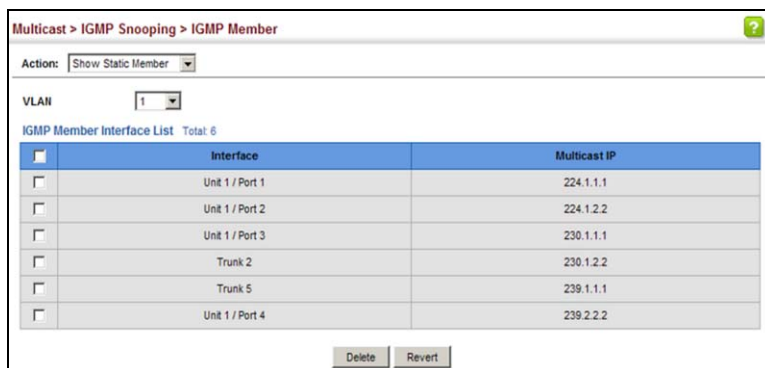 Multicast > IGMP Snooping > IGMP Member
?
Action: Show Static Member
VLAN 1
IGMP Member Interface List Total: 6
Interface Multicast IP
Unit 1 / Port 1 224.1.1.1
Unit 1 / Port 2 224.1.2.2
Unit 1 / Port 3 230.1.1.1
Trunk 2 230.1.2.2
Trunk 5 239.1.1.1
Unit 1 / Port 4 239.2.2.2
Delete Revert